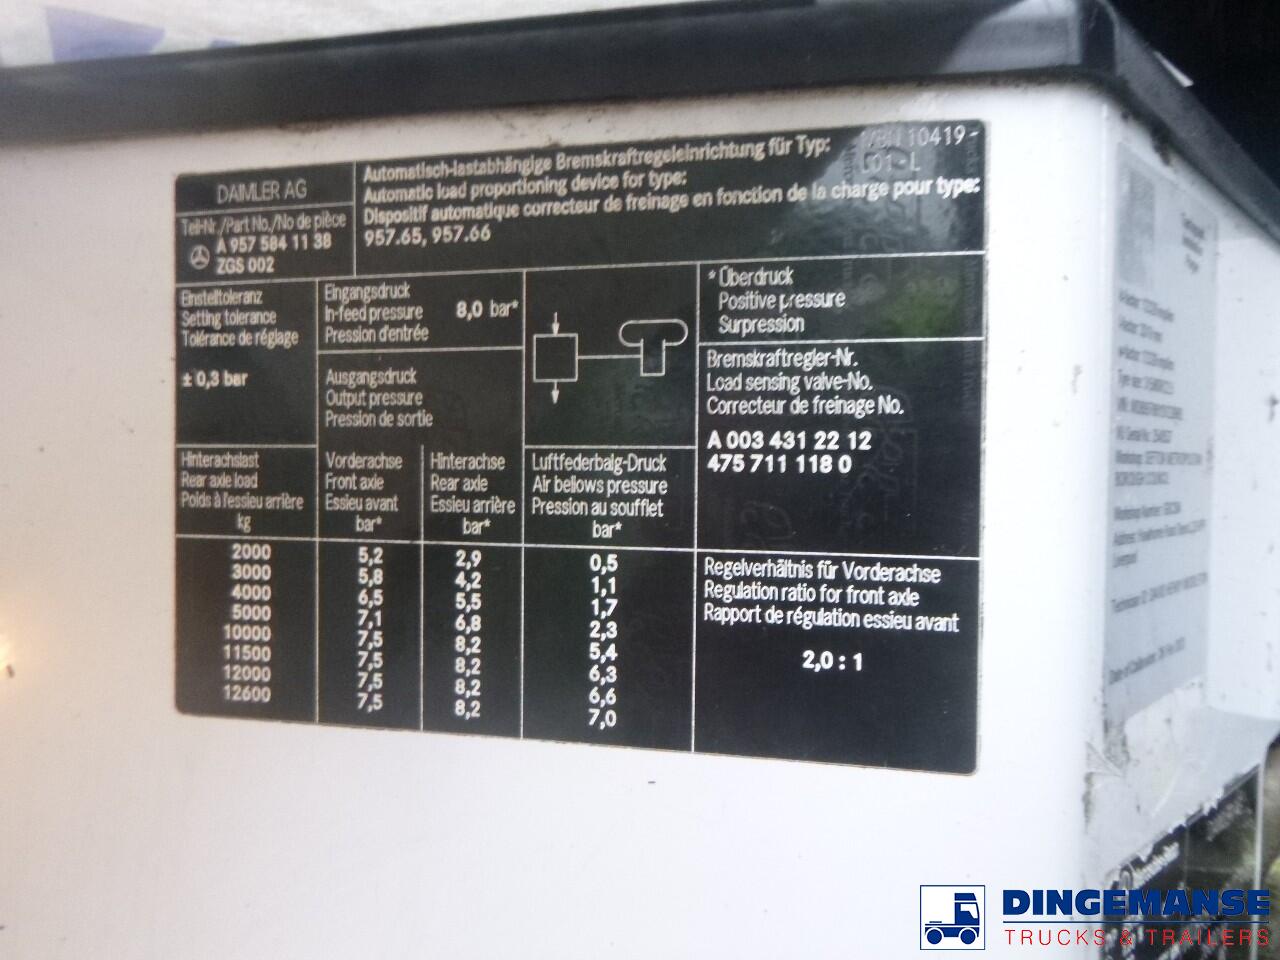 DAIMLER AG
Teil-Nr./Part No./No de pièce
A 957 584 11 38
ZGS 002
Automatisch-lastabhängige Bremskraftregeleinrichtung für Typ:
Automatic load proportioning device for type:
Dispositif automatique correcteur de freinage en fonction de la charge pour type:
957.65, 957.66
10419-
L01 L
Einstelltoleranz
Setting tolerance
Tolérance de réglage
± 0,3 bar
Eingangsdruck
In-feed pressure 8,0 bar*
Pression d'entrée
Ausgangsdruck
Output pressure
Pression de sortie
* Überdruck
Positive pressure
Surpression
Bremskraftregler-Nr.
Load sensing valve-No.
Correcteur de freinage No.
A 003 431 22 12
475 711 118 0
Hinterachslast
Rear axle load
Poids à l'essieu arrière
kg
Vorderachse
Front axle
Essieu avant
bar*
Hinterachse
Rear axle
Essieu arrière
bar*
Luftfederbalg-Druck
Air bellows pressure
Pression au soufflet
bar*
2000 5,2 2,9 0,5
3000 5,8 4,2 1,1
4000 6,5 5,5 1,7
5000 7,1 6,8 2,3
10000 7,5 8,2 5,4
11500 7,5 8,2 6,3
12000 7,5 8,2 6,6
12600 7,5 8,2 7,0
Regelverhältnis für Vorderachse
Regulation ratio for front axle
Rapport de régulation essieu avant
2,0 : 1
Workshop: SEFTON METROPOLITAN
BOROUGH COUNCIL
Liverpool
DINGEMANSE
TRUCKS & TRAILERS